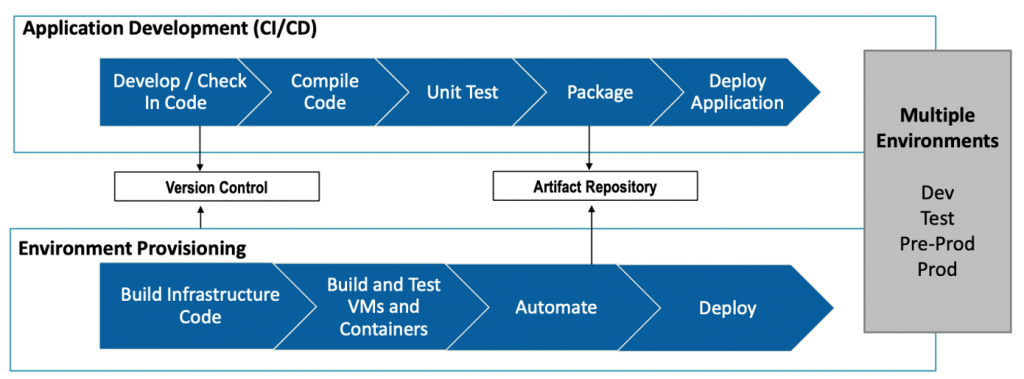 Application Development (CI/CD)
Develop / Check
In Code
Compile
Code
Unit Test
Package
Deploy
Application
Multiple
Environments
Dev
Test
Pre-Prod
Prod
Version Control
Artifact Repository
Environment Provisioning
Build Infrastructure
Code
Build and Test
VMs and
Containers
Automate
Deploy